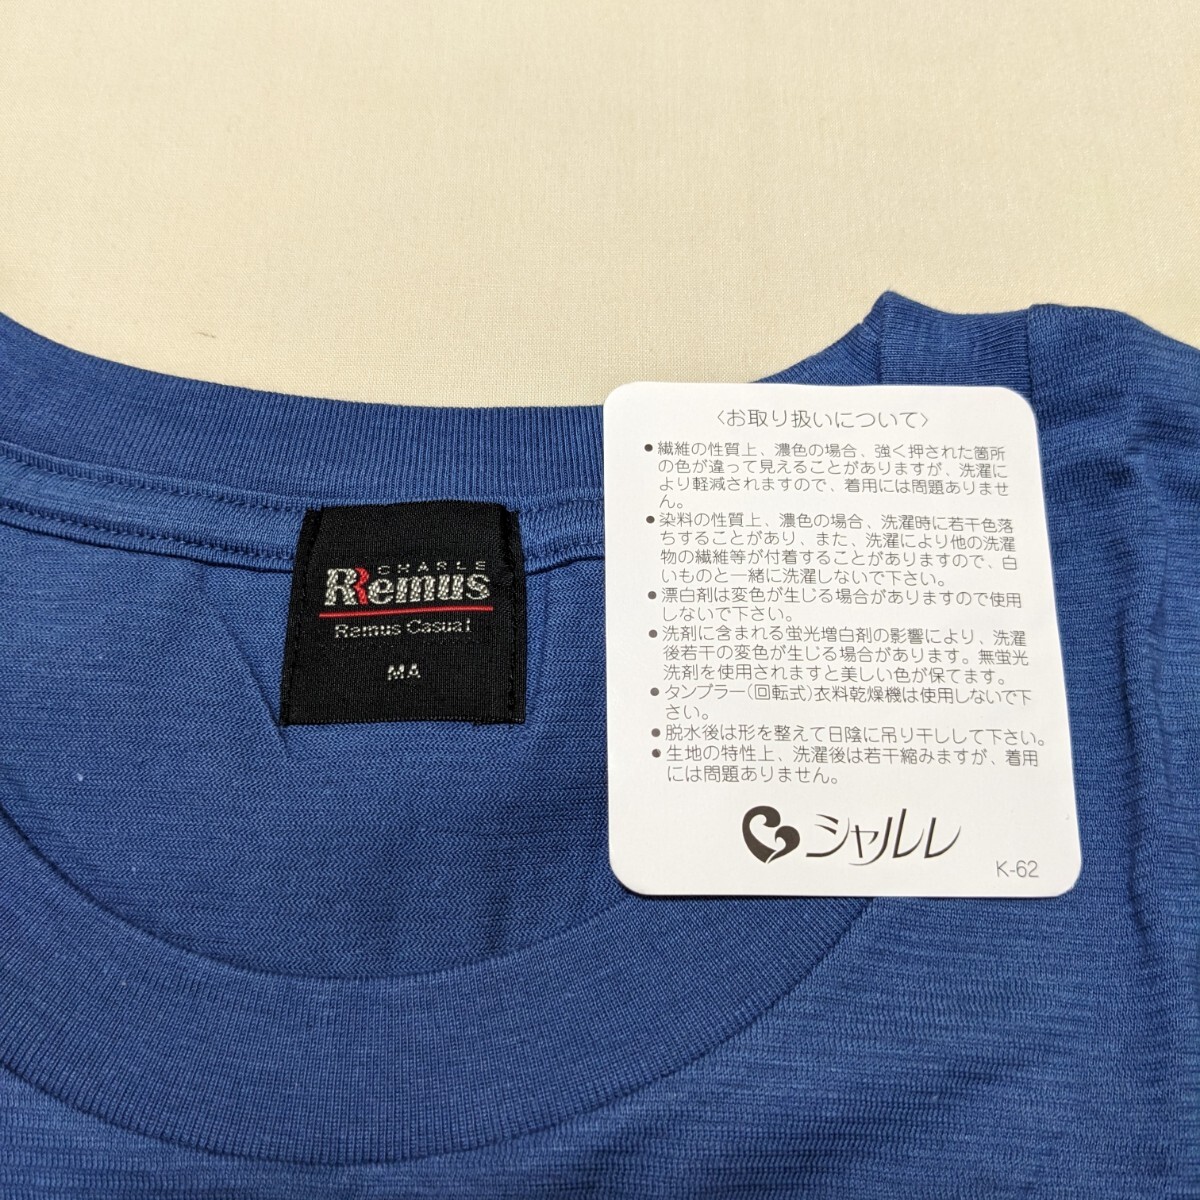 CHARLE
Remus
Remus Casual
MA
〈お取り扱いについて〉
●繊維の性質上、濃色の場合、強く押された箇所
の色が違って見えることがありますが、洗濯に
より軽減されますので、着用には問題ありませ
ん。
●染料の性質上、濃色の場合、洗濯時に若干色落
ちすることがあり、また、洗濯により他の洗濯
物の繊維等が付着することがありますので、白
いものと一緒に洗濯しないで下さい。
●漂白剤は変色が生じる場合がありますので使用
しないで下さい。
●洗剤に含まれる蛍光増白剤の影響により、洗濯
後若干の変色が生じる場合があります。無蛍光
洗剤を使用されますと美しい色が保てます。
●タンブラー(回転式)衣料乾燥機は使用しないで下
さい。
●脱水後は形を整えて日陰に吊り干しして下さい。
●生地の特性上、洗濯後は若干縮みますが、着用
には問題ありません。
シャルレ
K-62